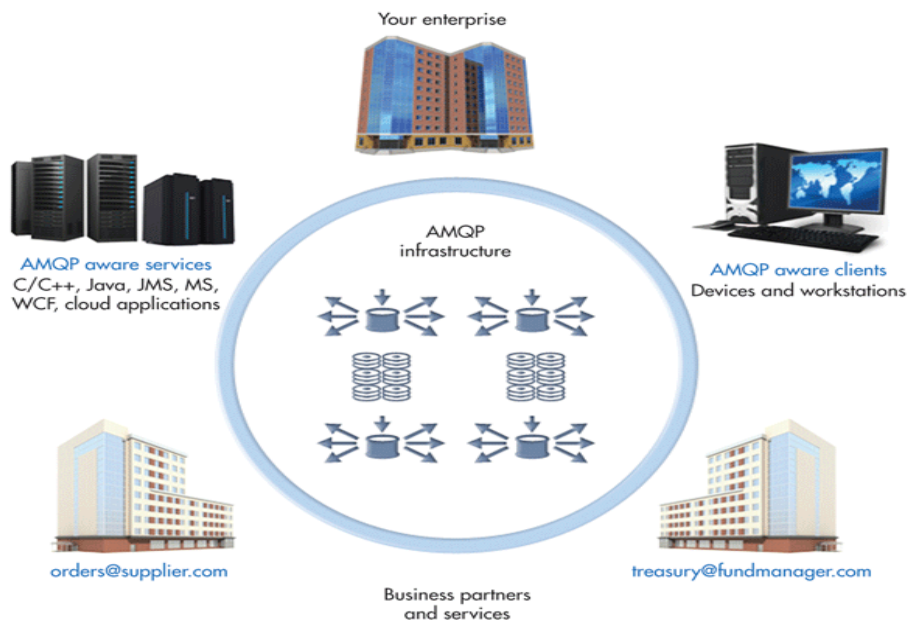 Your enterprise
AMQP
infrastructure
AMQP aware services
C/C++, Java, JMS, MS,
WCF, cloud applications
AMQP aware clients
Devices and workstations
orders@supplier.com
treasury@fundmanager.com
Business partners
and services